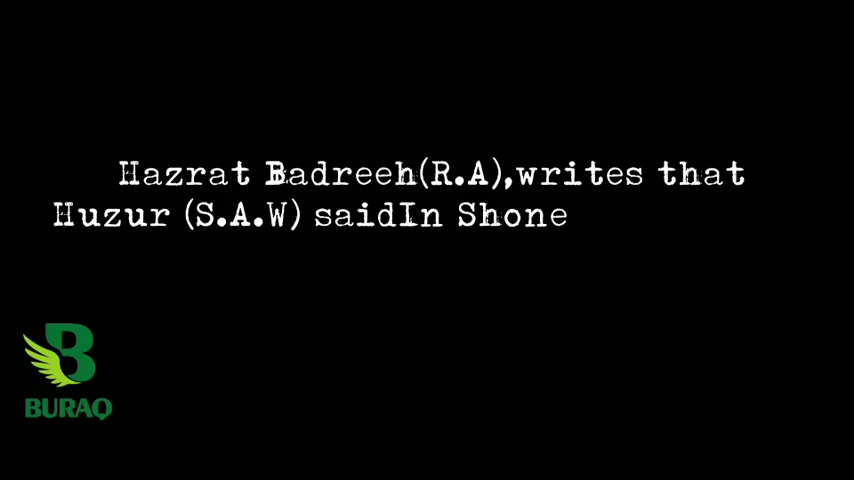 Hazrat Badreeh(R.A),writes that
Huzur (S.A.W) saidIn Shone
BURAQ